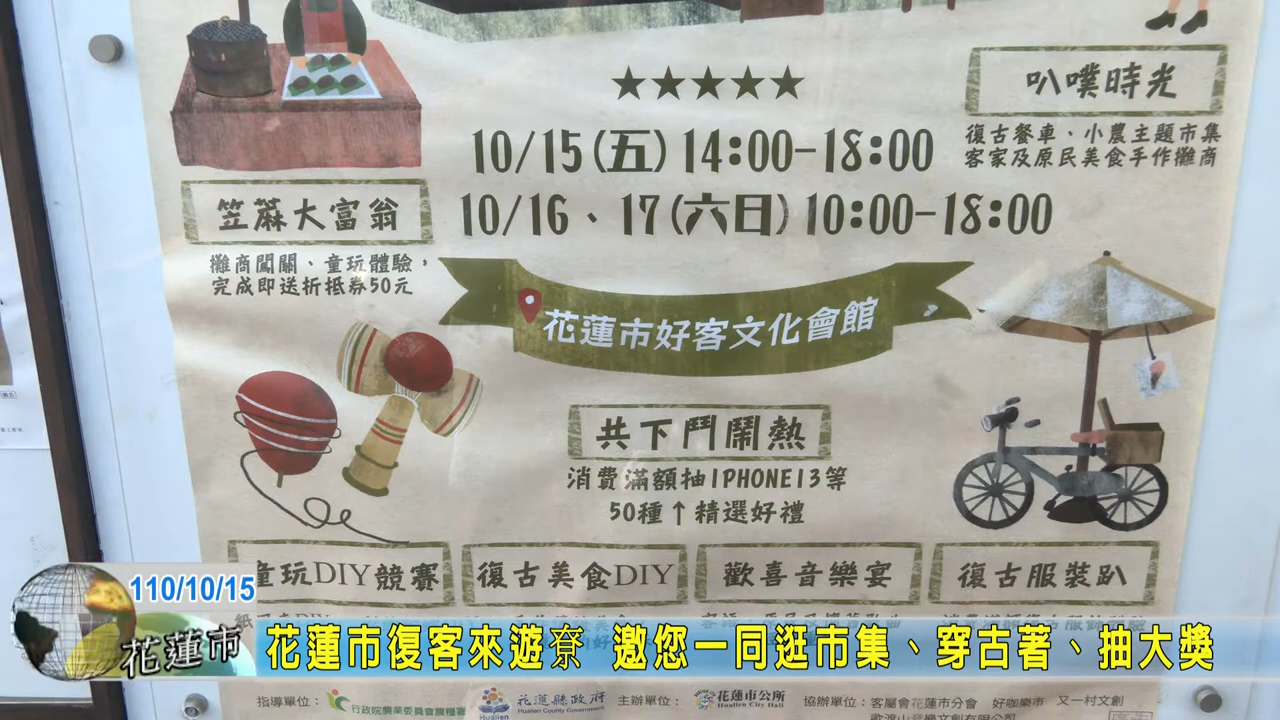 叭噗時光
復古餐車、小農主題市集
客家及原民美食手作攤商
10/15(五)14:00-18:00
10/16、17(六日)10:00-18:00
笠蔴大富翁
攤商闖關、童玩體驗，
完成即送折抵券50元
花蓮市好客文化會館
共下鬥鬧熱
消費滿額抽IPHONE13等
50種↑精選好禮
童玩DIY競賽
復古美食DIY
歡喜音樂宴
復古服裝趴
110/10/15
花蓮市
花蓮市復客來遊尞 邀您一同逛市集、穿古著、抽大獎
指導單位：
行政院農業委員會農糧署
花蓮縣政府
Hualien County Government
主辦單位：
花蓮市公所
Hualien City Hall
協辦單位：客屬會花蓮市分會 好咖樂市 又一村文創